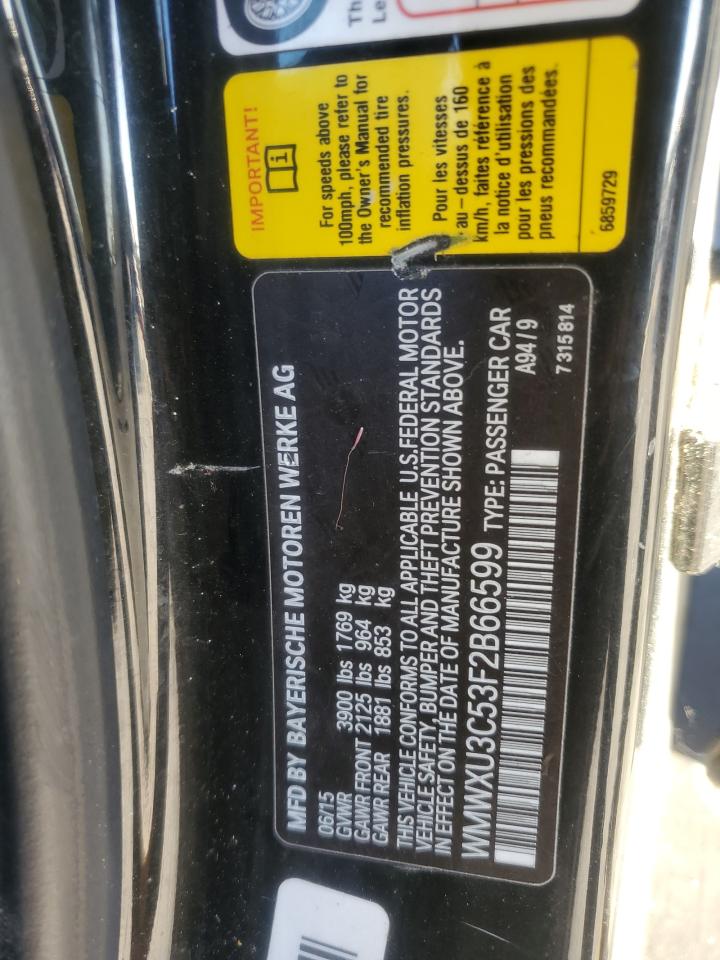 Th
Le
IMPORTANT!
i
For speeds above
100mph, please refer to
the Owner's Manual for
recommended tire
inflation pressures.
Pour les vitesses
au - dessus de 160
km/h, faites référence à
la notice d'utilisation
pour les pressions des
pneus recommandées.
6859729
MFD BY BAYERISCHE MOTOREN WERKE AG
06/15
GVWR 3900 lbs 1769 kg
GAWR FRONT 2125 lbs 964 kg
GAWR REAR 1881 lbs 853 kg
THIS VEHICLE CONFORMS TO ALL APPLICABLE U.S.FEDERAL MOTOR
VEHICLE SAFETY, BUMPER AND THEFT PREVENTION STANDARDS
IN EFFECT ON THE DATE OF MANUFACTURE SHOWN ABOVE.
WMWXU3C53F2B66599 TYPE: PASSENGER CAR
A94 / 9
7315814